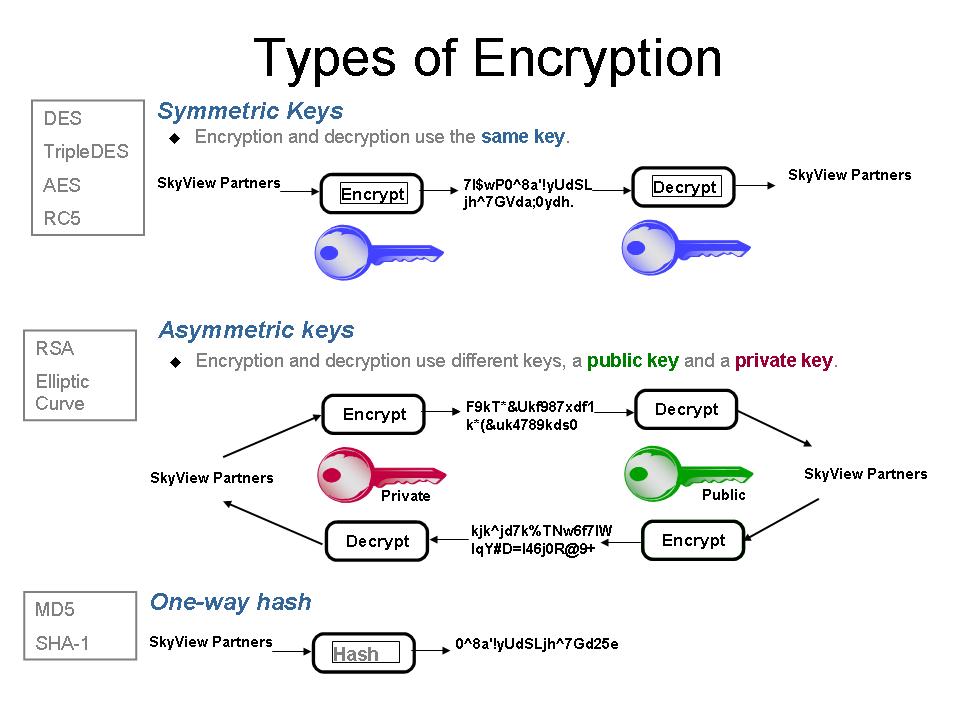 Types of Encryption
DES
TripleDES
AES
RC5
Symmetric Keys
◆ Encryption and decryption use the same key.
SkyView Partners
Encrypt
7l$wP0^8a'!yUdSL
jh^7GVda;0ydh.
Decrypt
SkyView Partners
RSA
Elliptic
Curve
Asymmetric keys
◆ Encryption and decryption use different keys, a public key and a private key.
Encrypt
F9kT*&Ukf987xdf1
k*(&uk4789kds0
Decrypt
SkyView Partners
Private
Public
SkyView Partners
Decrypt
kjk^jd7k%TNw6f7lW
lqY#D=l46j0R@9+
Encrypt
MD5
SHA-1
One-way hash
SkyView Partners
Hash
0^8a'!yUdSLjh^7Gd25e